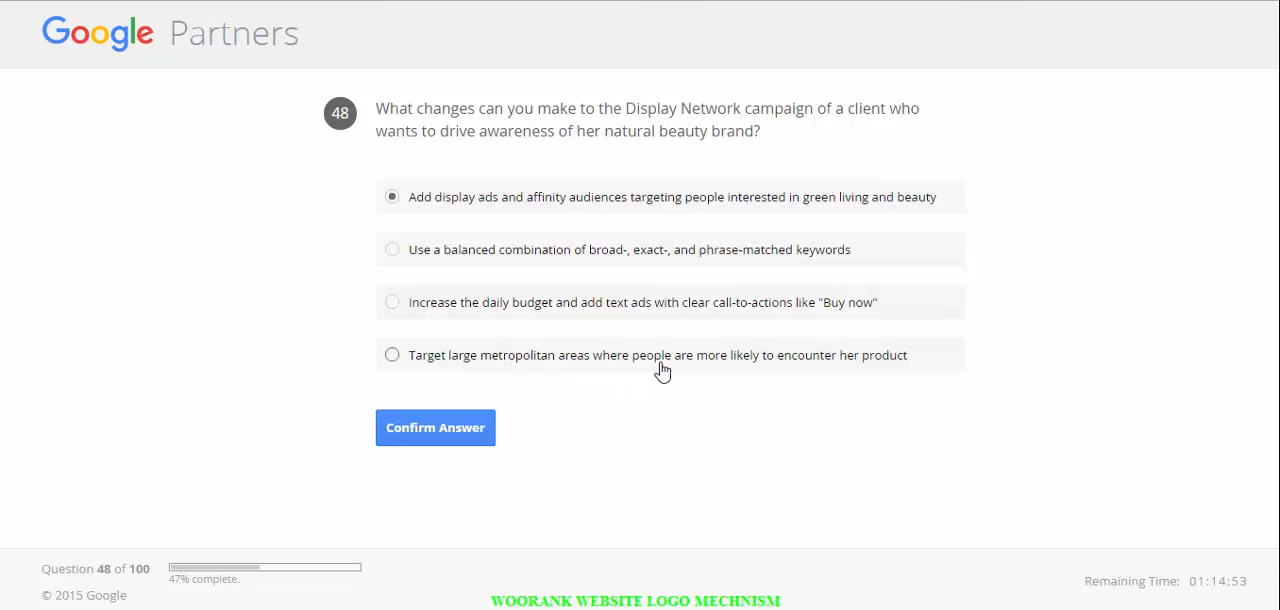 Google Partners
48
What changes can you make to the Display Network campaign of a client who
wants to drive awareness of her natural beauty brand?
Add display ads and affinity audiences targeting people interested in green living and beauty
Use a balanced combination of broad-, exact-, and phrase-matched keywords
Increase the daily budget and add text ads with clear call-to-actions like "Buy now"
Target large metropolitan areas where people are more likely to encounter her product
Confirm Answer
Question 48 of 100
47% complete.
© 2015 Google
Remaining Time: 01:14:53
WOORANK WEBSITE LOGO MECHNISM